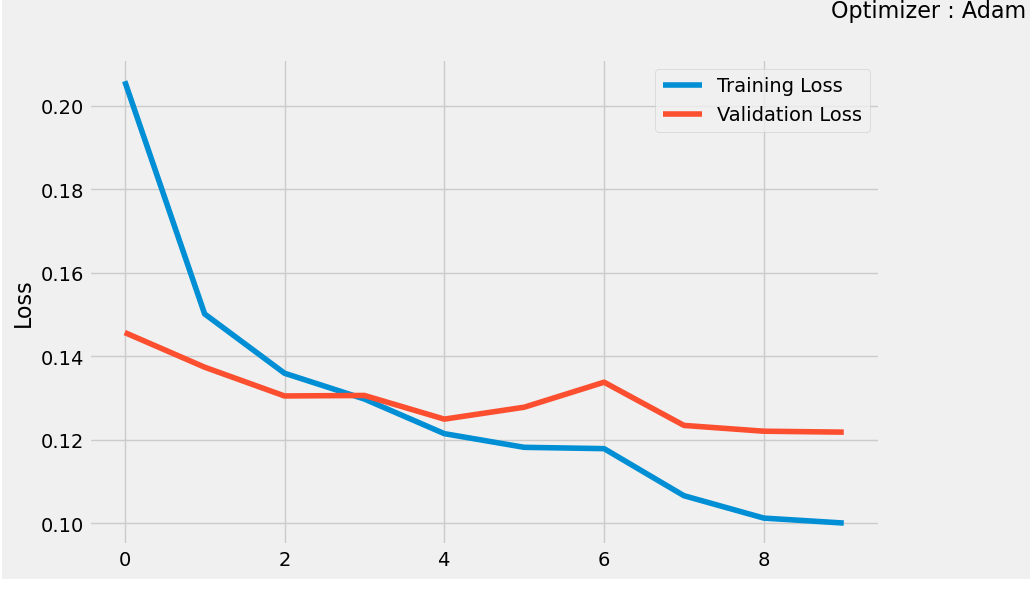 Optimizer : Adam
Training Loss
Validation Loss
0.20
0.18
0.16
0.14
0.12
0.10
Loss
0 2 4 6 8